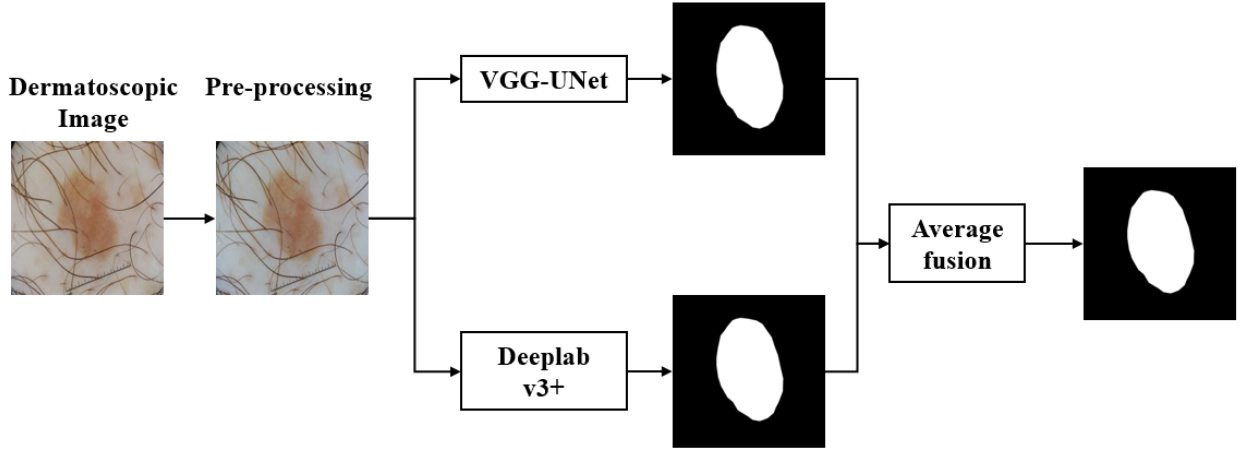 Dermatoscopic
Image
Pre-processing
VGG-UNet
Deeplab
v3+
Average
fusion